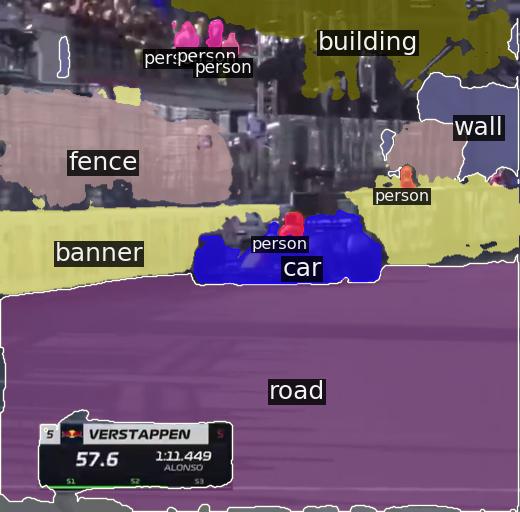 building
person
person
person
wall
fence
person
banner
person
car
road
5 VERSTAPPEN 5
57.6 1:11.449
ALONSO
S1 S2 S3